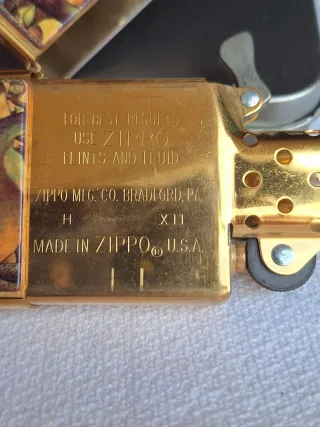 FOR BEST RESULTS
USE ZIPPO
FLINTS AND FLUID
ZIPPO MFG. CO. BRADFORD, PA
H XII
MADE IN ZIPPO® U.S.A.